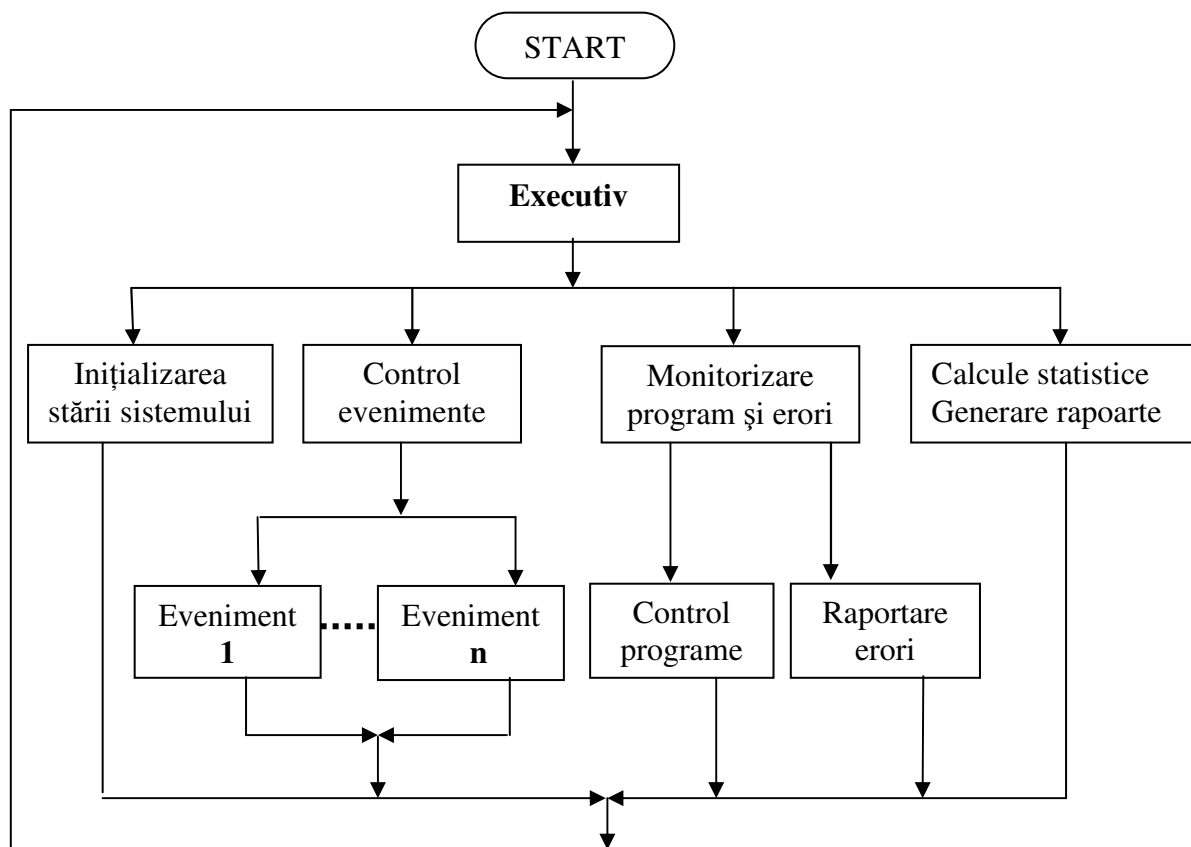 START
Executiv
Inițializarea
stării sistemului
Control
evenimente
Monitorizare
program şi erori
Calcule statistice
Generare rapoarte
Eveniment
1
Eveniment
n
Control
programe
Raportare
erori